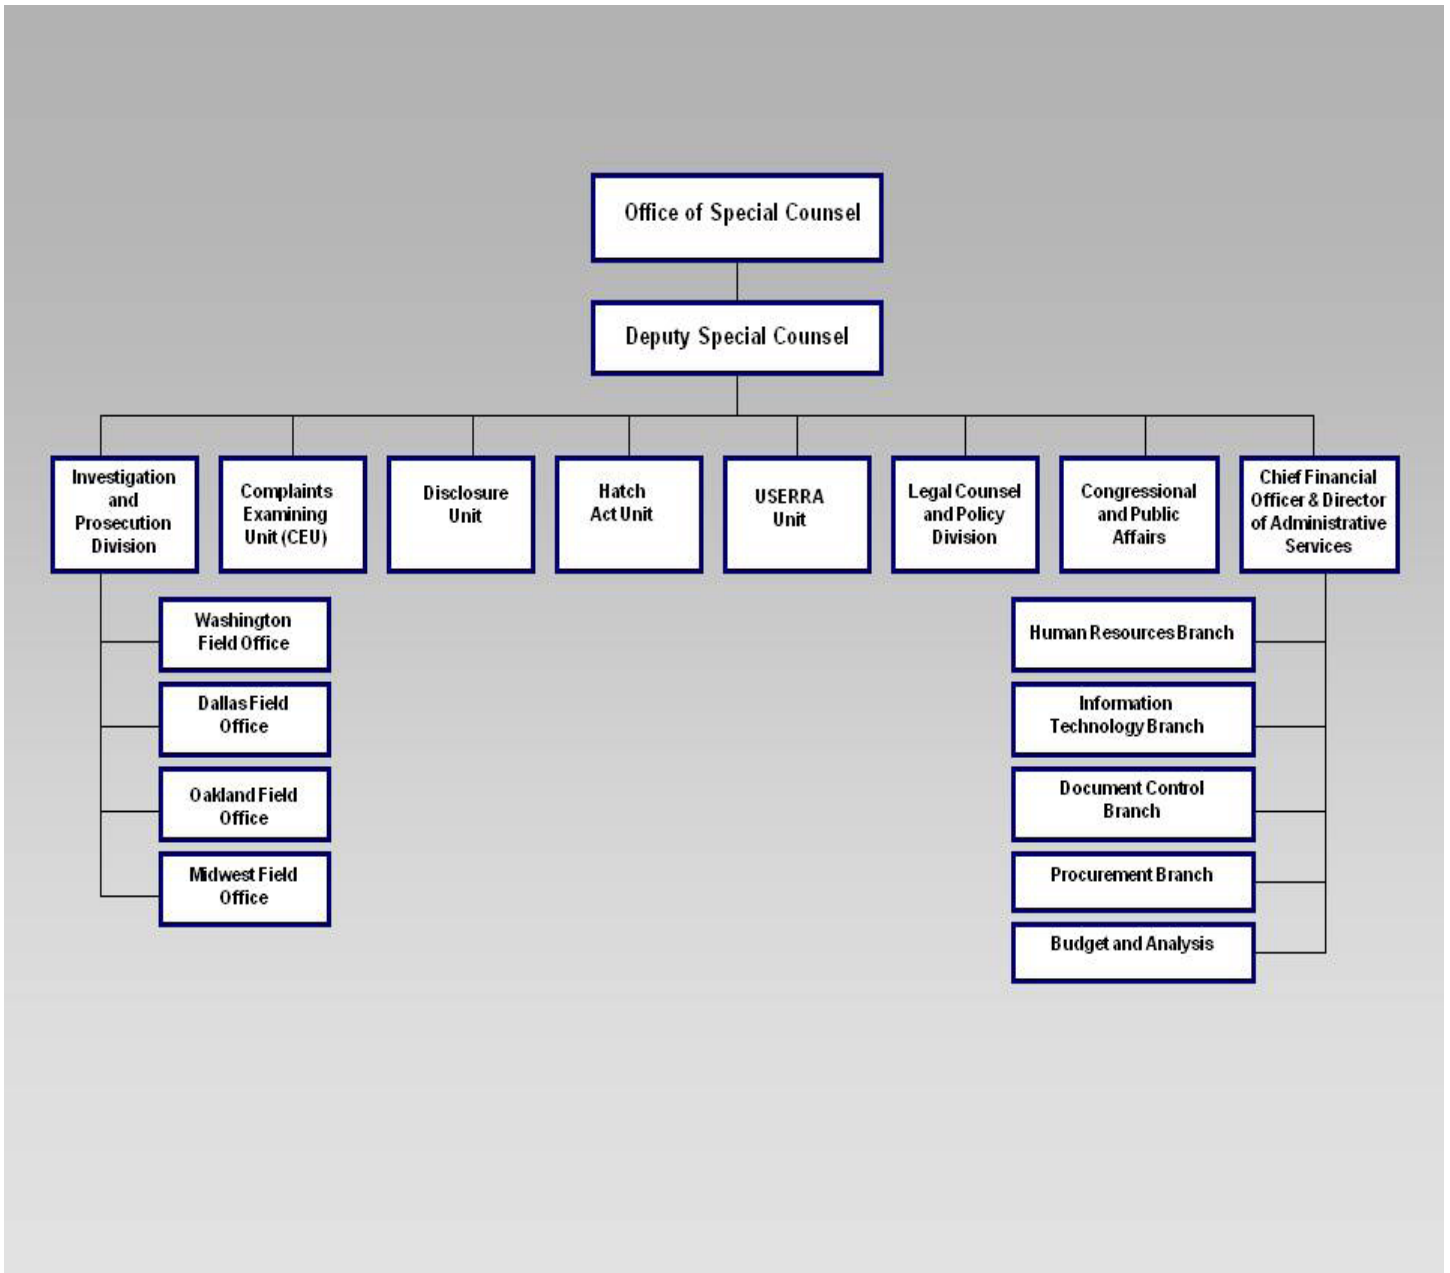 Office of Special Counsel
Deputy Special Counsel
Investigation
and
Prosecution
Division
Complaints
Examining
Unit (CEU)
Disclosure
Unit
Hatch
Act Unit
USERRA
Unit
Legal Counsel
and Policy
Division
Congressional
and Public
Affairs
Chief Financial
Officer & Director
of Administrative
Services
Washington
Field Office
Dallas Field
Office
Oakland Field
Office
Midwest Field
Office
Human Resources Branch
Information
Technology Branch
Document Control
Branch
Procurement Branch
Budget and Analysis